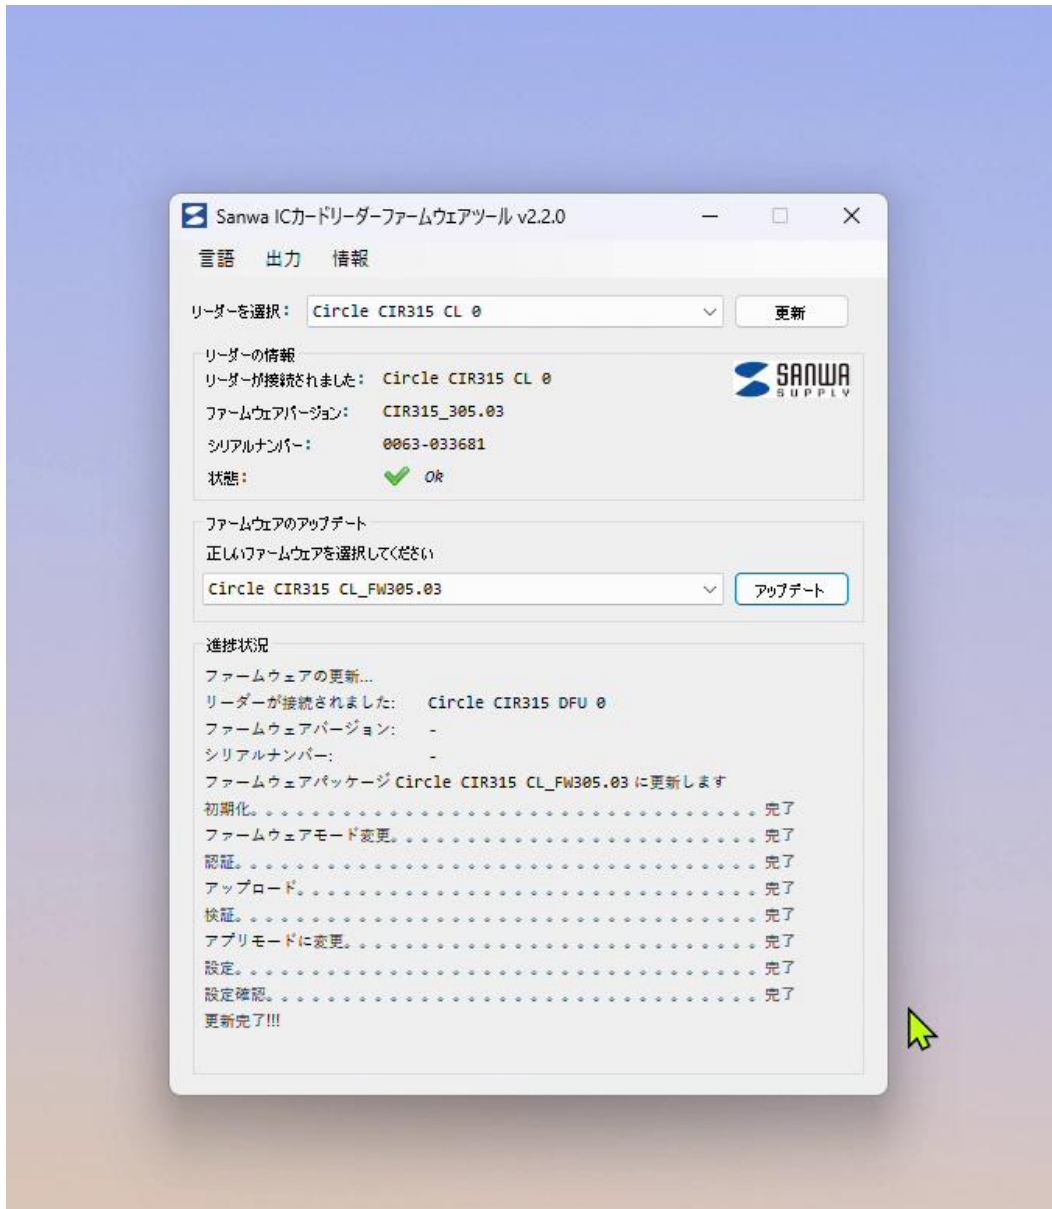 Sanwa ICカードリーダーファームウェアツール v2.2.0
言語 出力 情報
リーダーを選択: Circle CIR315 CL 0 更新
リーダーの情報
リーダーが接続されました: Circle CIR315 CL 0
SANWA
SUPPLY
ファームウェアバージョン: CIR315_305.03
シリアルナンバー: 0063-033681
状態: Ok
ファームウェアのアップデート
正しいファームウェアを選択してください
Circle CIR315 CL_FW305.03 アップデート
進捗状況
ファームウェアの更新...
リーダーが接続されました: Circle CIR315 DFU 0
ファームウェアバージョン: -
シリアルナンバー: -
ファームウェアパッケージ Circle CIR315 CL_FW305.03 に更新します
初期化。。。。。。。。。。。。。。。。。。。。。。。。。。。。。。。。。完了
ファームウェアモード変更。。。。。。。。。。。。。。。。。。。。。。。。完了
認証。。。。。。。。。。。。。。。。。。。。。。。。。。。。。。。。。。完了
アップロード。。。。。。。。。。。。。。。。。。。。。。。。。。。。。。完了
検証。。。。。。。。。。。。。。。。。。。。。。。。。。。。。。。。。。完了
アプリモードに変更。。。。。。。。。。。。。。。。。。。。。。。。。。。完了
設定。。。。。。。。。。。。。。。。。。。。。。。。。。。。。。。。。。完了
設定確認。。。。。。。。。。。。。。。。。。。。。。。。。。。。。。。。完了
更新完了!!!